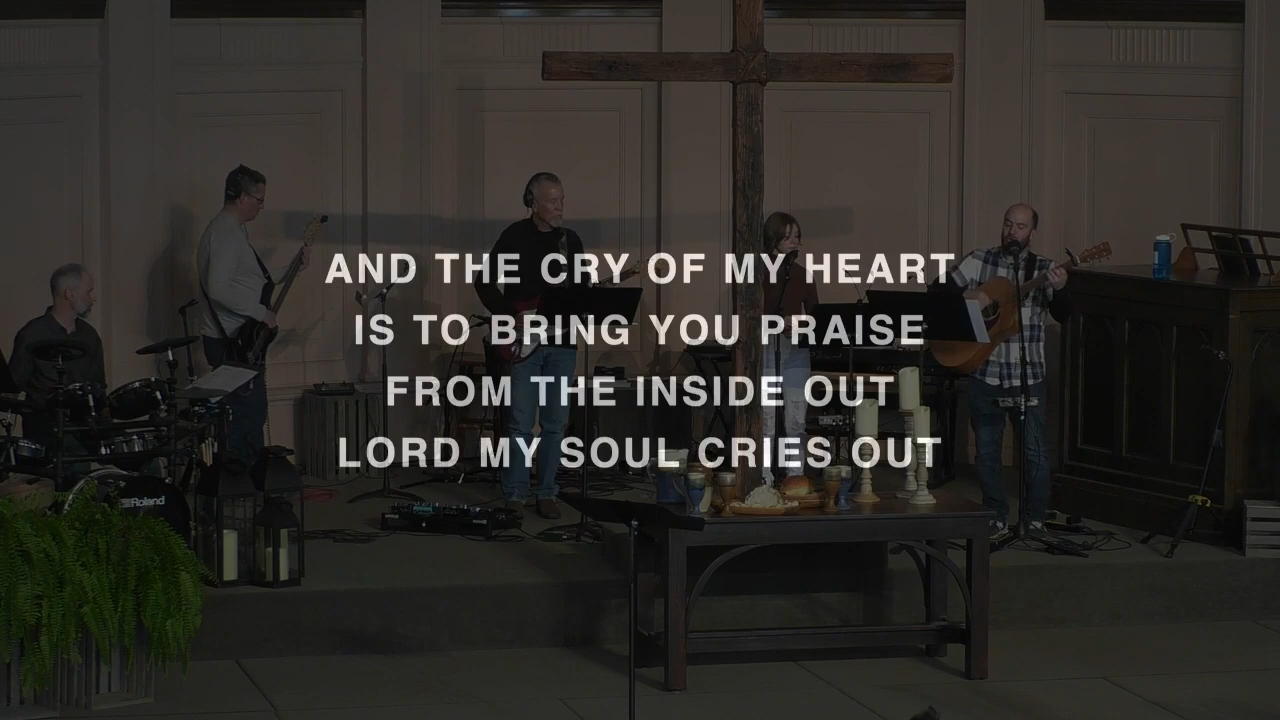 AND THE CRY OF MY HEART
IS TO BRING YOU PRAISE
FROM THE INSIDE OUT
LORD MY SOUL CRIES OUT
Roland